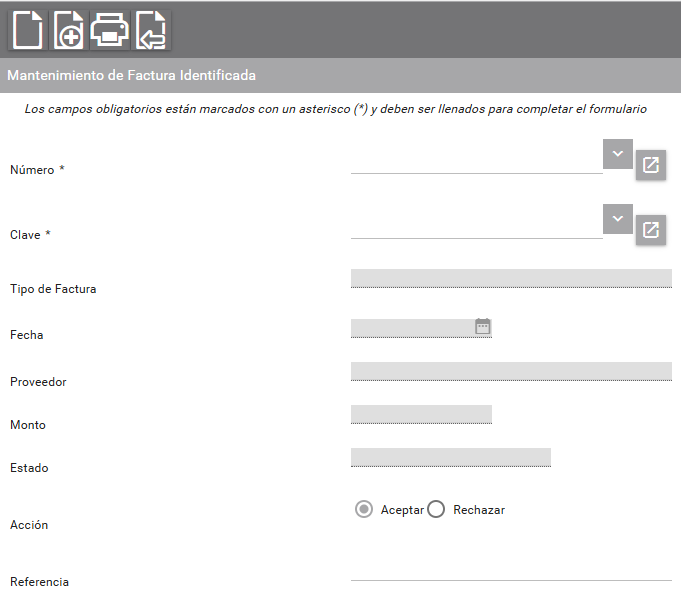 Mantenimiento de Factura Identificada
Los campos obligatorios están marcados con un asterisco (*) y deben ser llenados para completar el formulario
Número *
Clave *
Tipo de Factura
Fecha
Proveedor
Monto
Estado
Acción
Aceptar Rechazar
Referencia